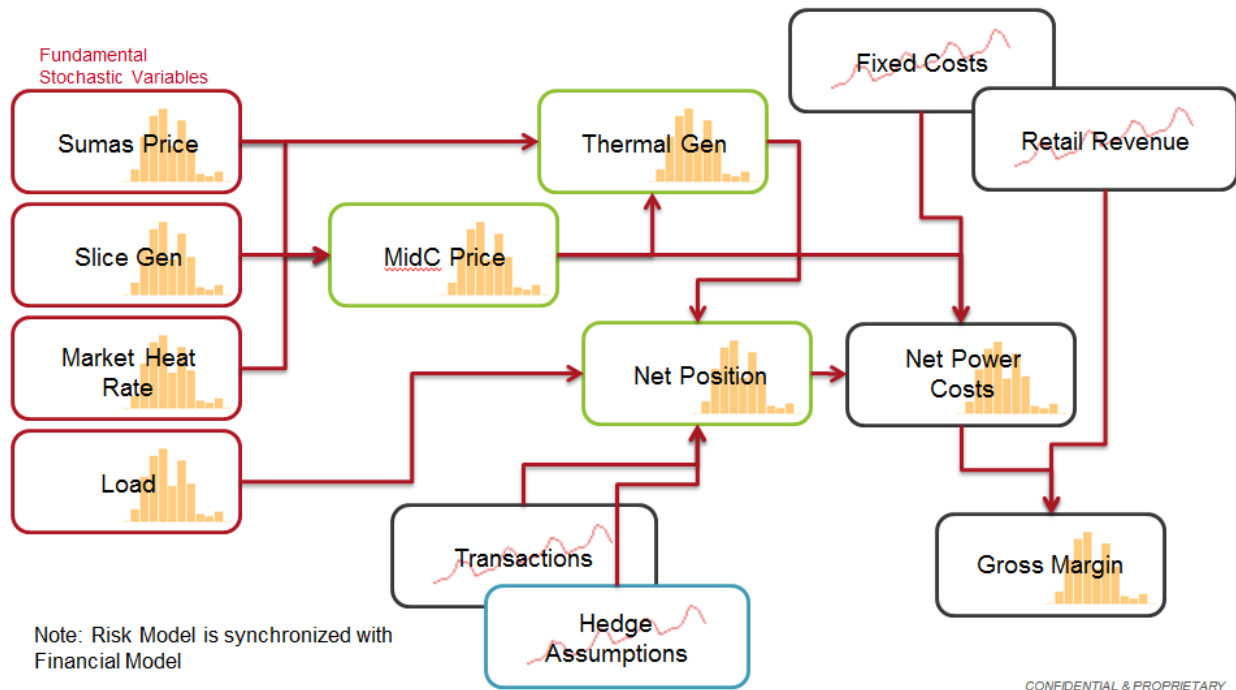 Fundamental
Stochastic Variables
Sumas Price
Slice Gen
Market Heat
Rate
Load
Thermal Gen
MidC Price
Net Position
Fixed Costs
Retail Revenue
Net Power
Costs
Transactions
Hedge
Assumptions
Gross Margin
Note: Risk Model is synchronized with
Financial Model
CONFIDENTIAL & PROPRIETARY